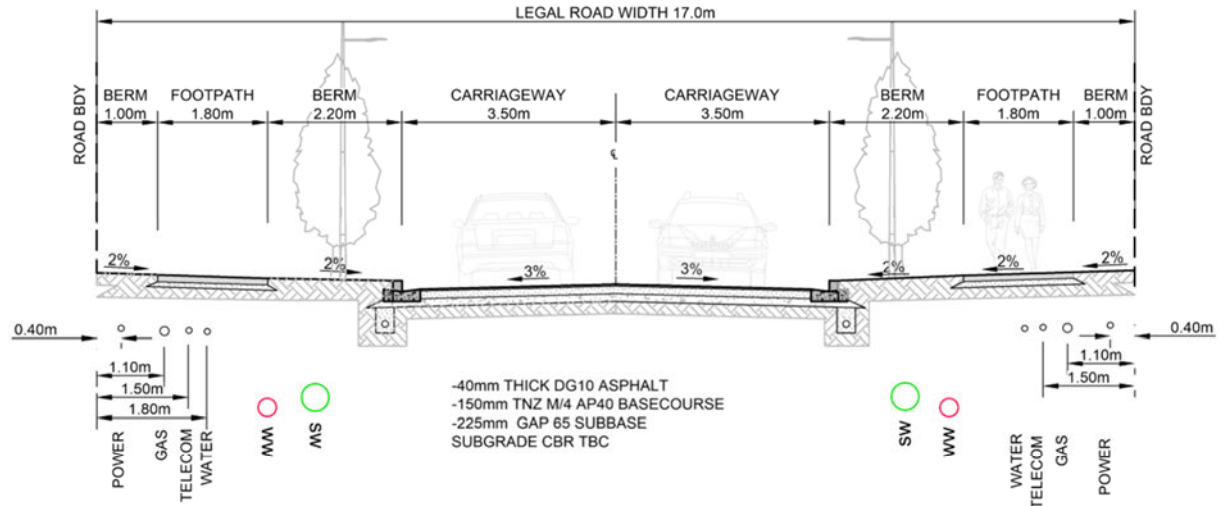 LEGAL ROAD WIDTH 17.0m
ROAD BDY
BERM
1.00m
FOOTPATH
1.80m
BERM
2.20m
CARRIAGEWAY
3.50m
CARRIAGEWAY
3.50m
BERM
2.20m
FOOTPATH
1.80m
BERM
1.00m
ROAD BDY
℄
2%
2%
3%
3%
2%
2%
2%
0.40m
1.10m
1.50m
1.80m
POWER
GAS
TELECOM
WATER
WW
SW
-40mm THICK DG10 ASPHALT
-150mm TNZ M/4 AP40 BASECOURSE
-225mm GAP 65 SUBBASE
SUBGRADE CBR TBC
SW
WW
0.40m
1.10m
1.50m
WATER
TELECOM
GAS
POWER